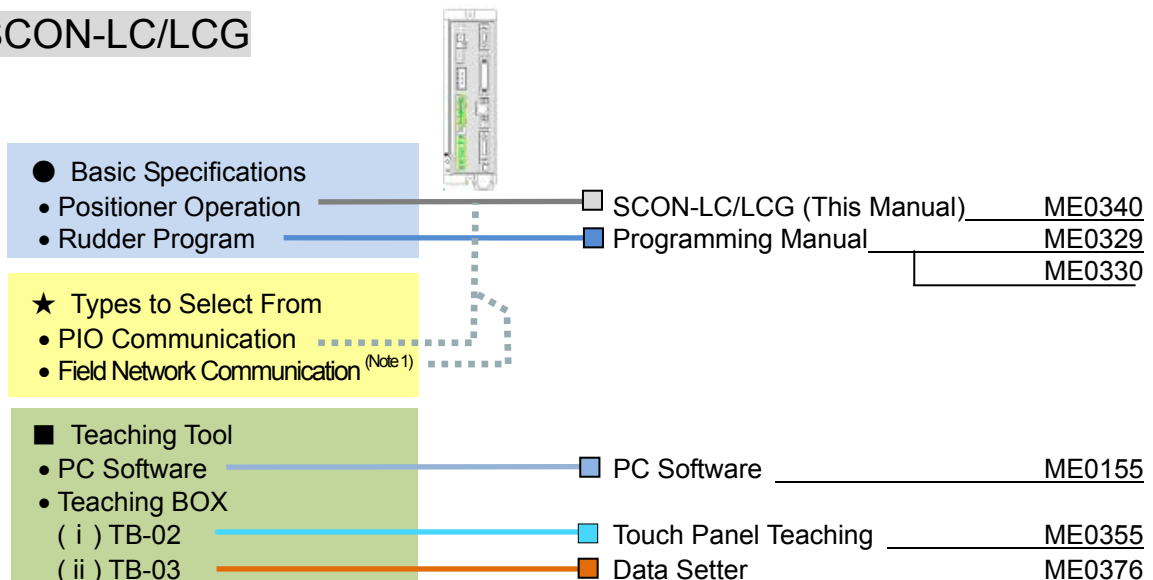 SCON-LC/LCG
● Basic Specifications
• Positioner Operation SCON-LC/LCG (This Manual) ME0340
• Rudder Program Programming Manual ME0329
ME0330
★ Types to Select From
• PIO Communication
• Field Network Communication (Note 1)
■ Teaching Tool
• PC Software PC Software ME0155
• Teaching BOX
( i ) TB-02 Touch Panel Teaching ME0355
( ii ) TB-03 Data Setter ME0376